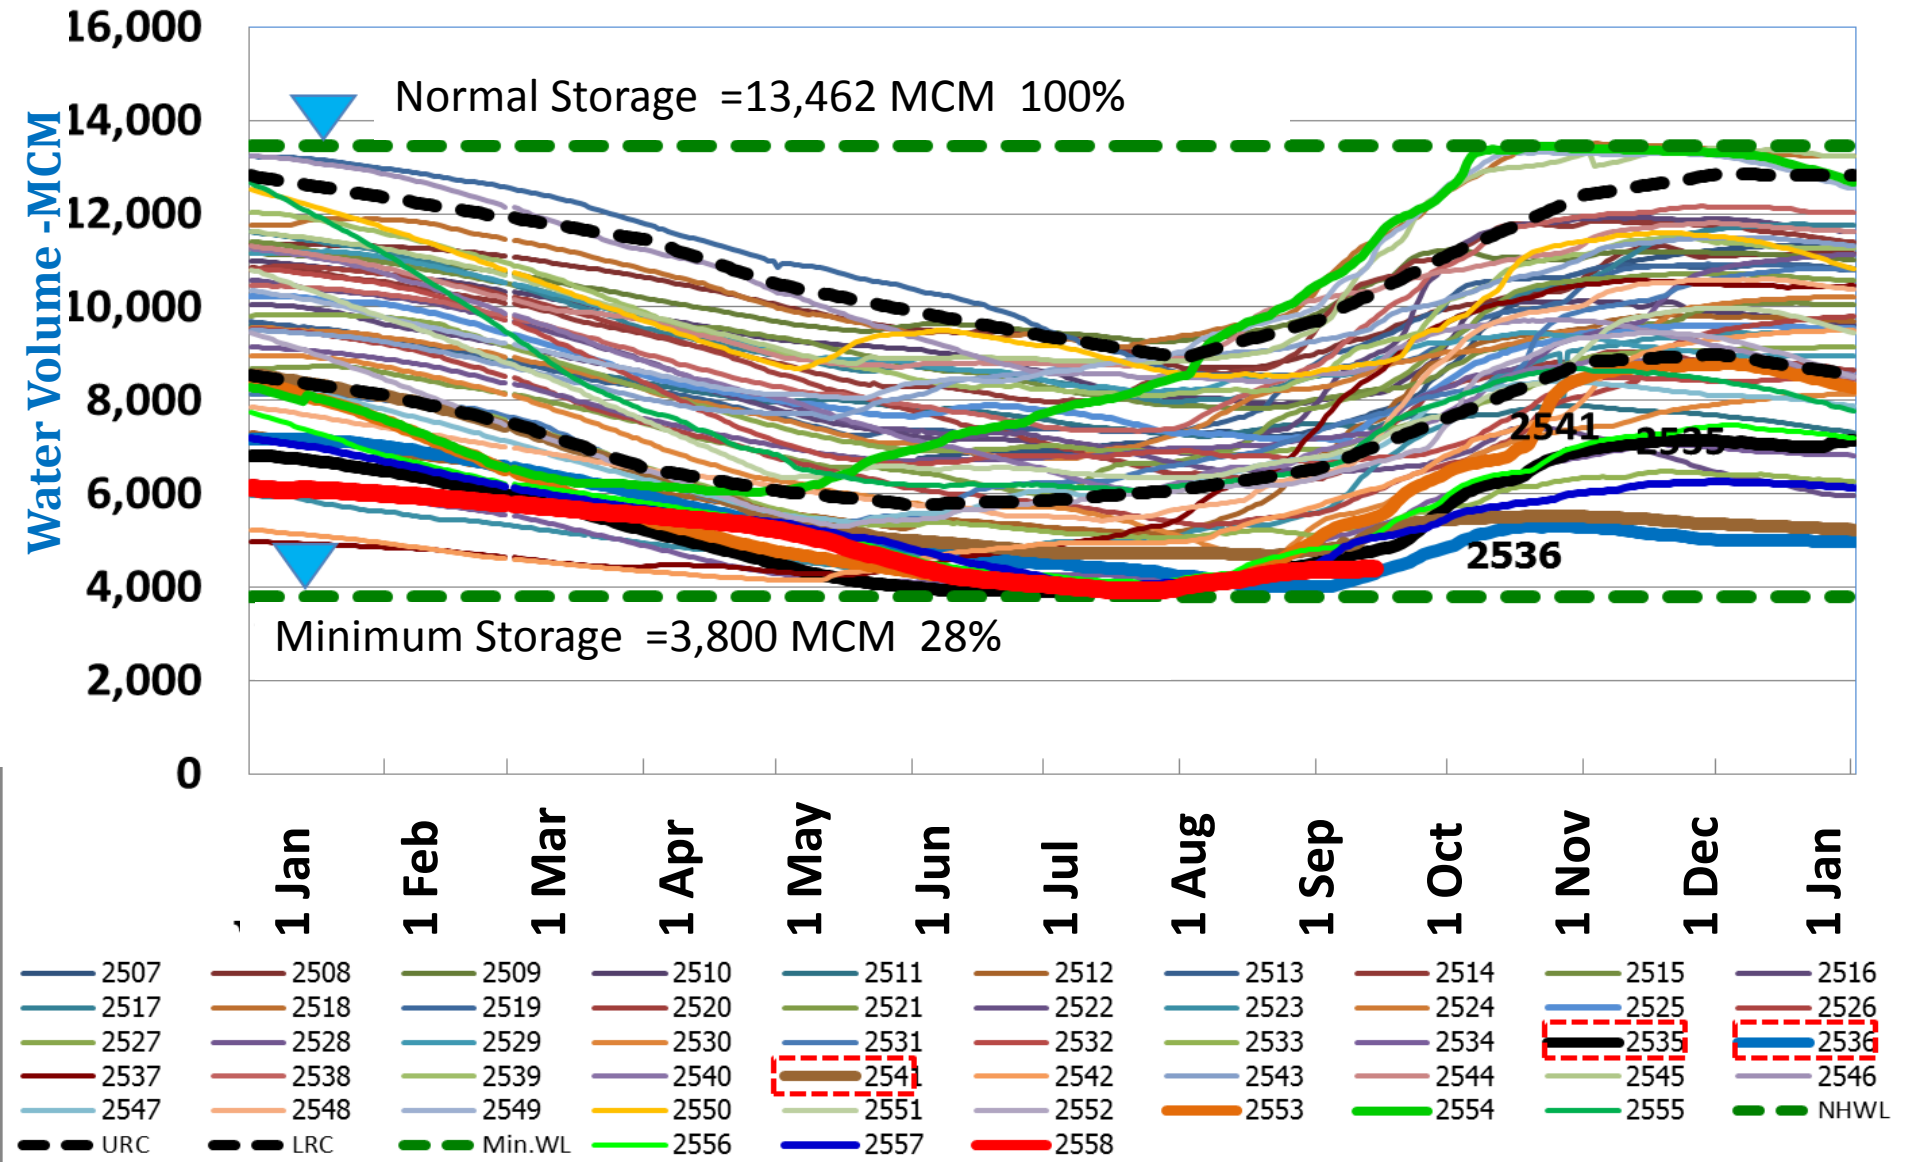 16,000
Normal Storage =13,462 MCM 100%
14,000
12,000
10,000
8,000
6,000
4,000
2,000
0
Water Volume -MCM
2541
2535
2536
Minimum Storage =3,800 MCM 28%
1 Jan 1 Feb 1 Mar 1 Apr 1 May 1 Jun 1 Jul 1 Aug 1 Sep 1 Oct 1 Nov 1 Dec 1 Jan
2507 2508 2509 2510 2511 2512 2513 2514 2515 2516
2517 2518 2519 2520 2521 2522 2523 2524 2525 2526
2527 2528 2529 2530 2531 2532 2533 2534 2535 2536
2537 2538 2539 2540 2541 2542 2543 2544 2545 2546
2547 2548 2549 2550 2551 2552 2553 2554 2555 NHWL
URC LRC Min.WL 2556 2557 2558